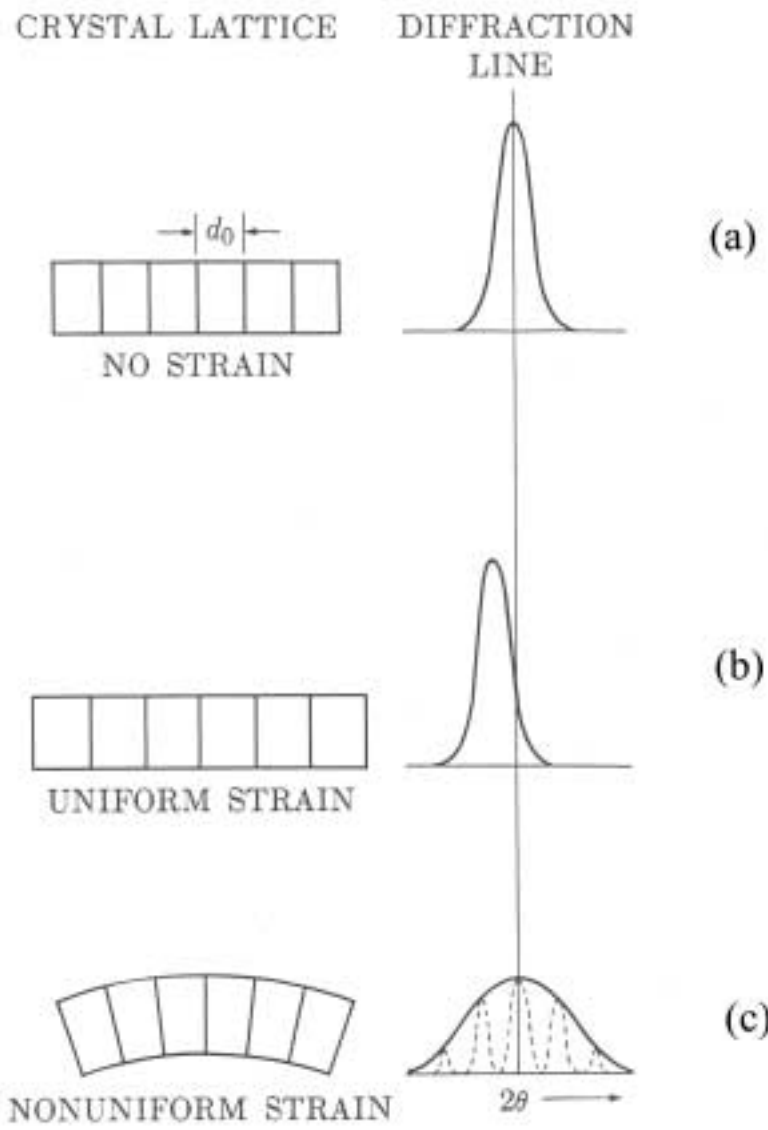 CRYSTAL LATTICE
DIFFRACTION
LINE
d₀
(a)
NO STRAIN
(b)
UNIFORM STRAIN
(c)
2θ
NONUNIFORM STRAIN